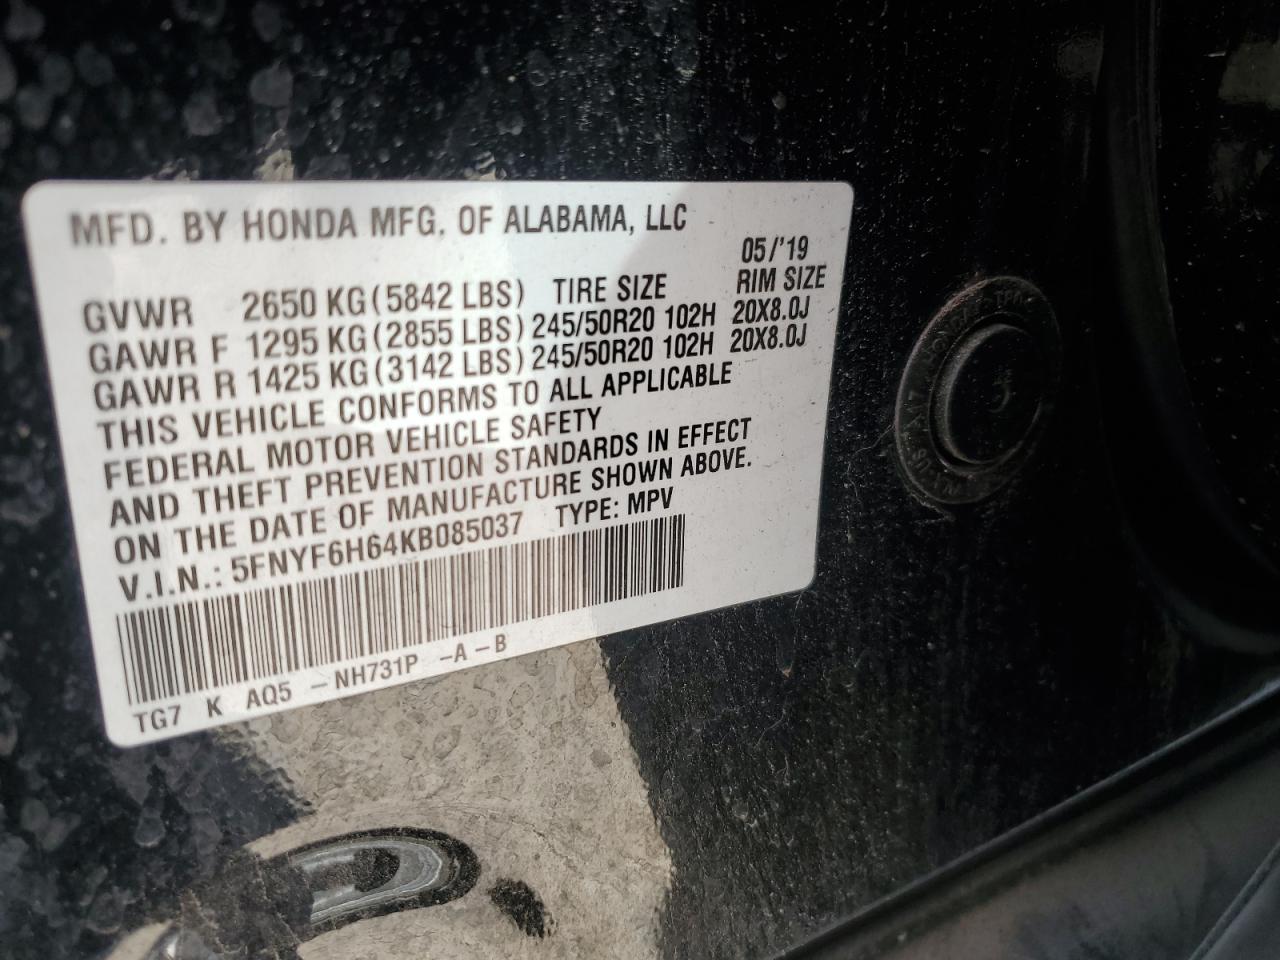 MFD. BY HONDA MFG. OF ALABAMA, LLC
05/'19
GVWR 2650 KG (5842 LBS) TIRE SIZE RIM SIZE
GAWR F 1295 KG (2855 LBS) 245/50R20 102H 20X8.0J
GAWR R 1425 KG (3142 LBS) 245/50R20 102H 20X8.0J
THIS VEHICLE CONFORMS TO ALL APPLICABLE
FEDERAL MOTOR VEHICLE SAFETY
AND THEFT PREVENTION STANDARDS IN EFFECT
ON THE DATE OF MANUFACTURE SHOWN ABOVE.
V.I.N.: 5FNYF6H64KB085037 TYPE: MPV
TG7 K AQ5 -NH731P -A -B